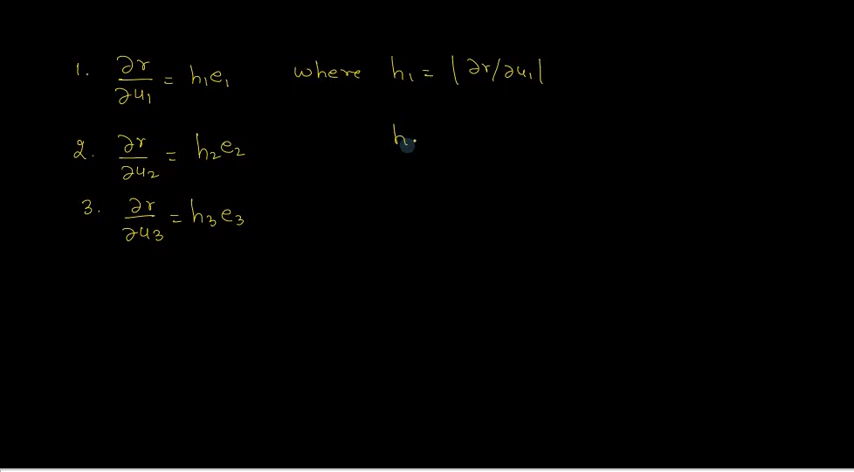 1. ∂r/∂u₁ = h₁e₁ where h₁ = |∂r/∂u₁|
2. ∂r/∂u₂ = h₂e₂ h
3. ∂r/∂u₃ = h₃e₃